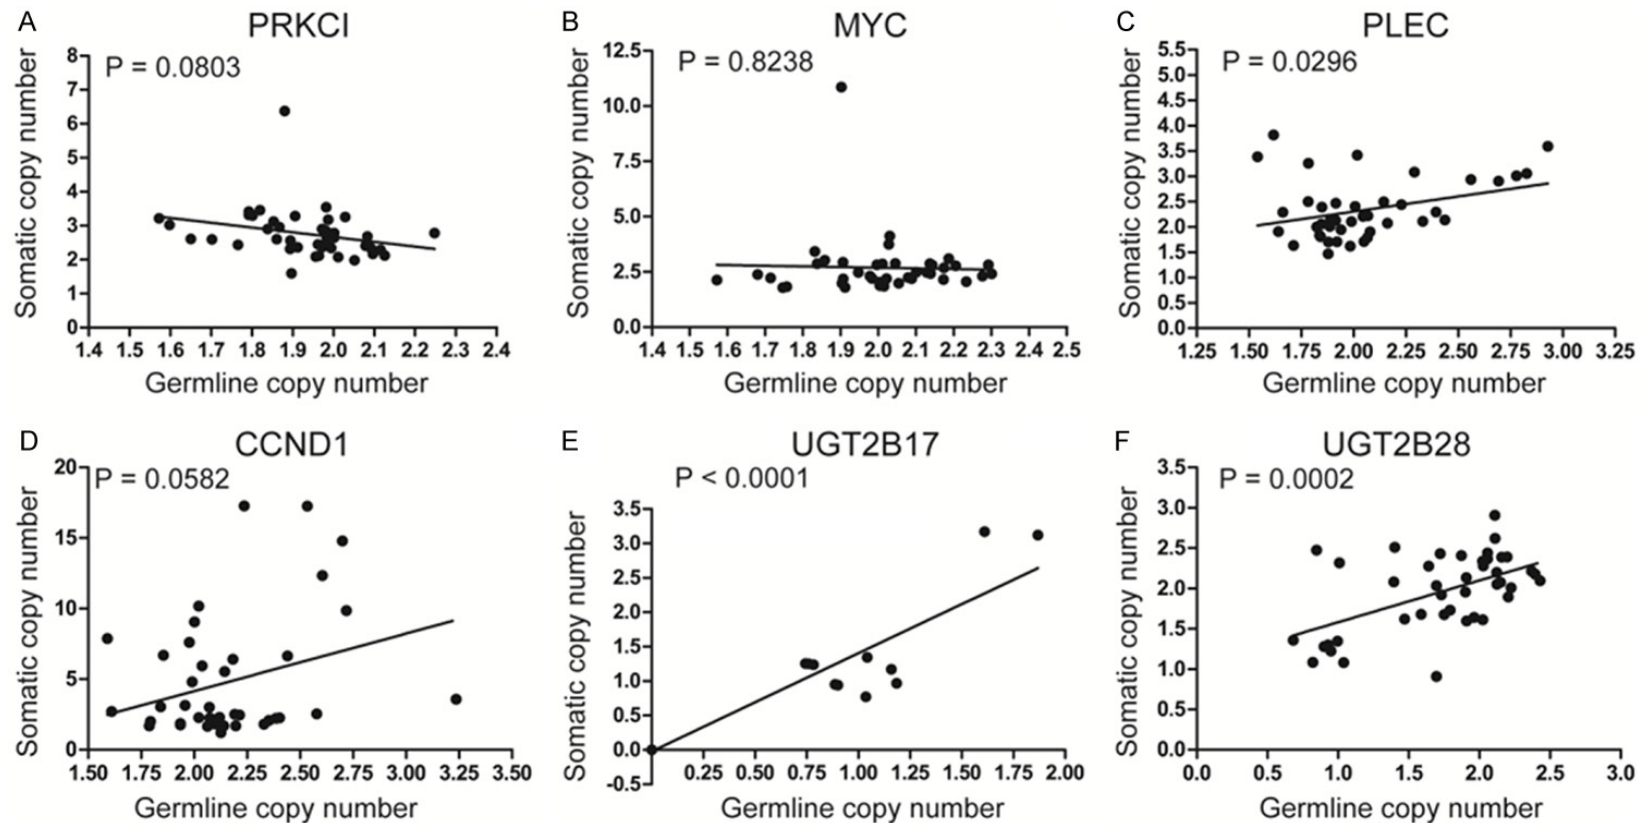 A
PRKCI
P = 0.0803
Somatic copy number
8
7
6
5
4
3
2
1
0
1.4 1.5 1.6 1.7 1.8 1.9 2.0 2.1 2.2 2.3 2.4
Germline copy number
B
MYC
P = 0.8238
Somatic copy number
12.5
10.0
7.5
5.0
2.5
0.0
1.4 1.5 1.6 1.7 1.8 1.9 2.0 2.1 2.2 2.3 2.4 2.5
Germline copy number
C
PLEC
P = 0.0296
Somatic copy number
5.5
5.0
4.5
4.0
3.5
3.0
2.5
2.0
1.5
1.0
0.5
0.0
1.25 1.50 1.75 2.00 2.25 2.50 2.75 3.00 3.25
Germline copy number
D
CCND1
P = 0.0582
Somatic copy number
20
15
10
5
0
1.50 1.75 2.00 2.25 2.50 2.75 3.00 3.25 3.50
Germline copy number
E
UGT2B17
P < 0.0001
Somatic copy number
3.5
3.0
2.5
2.0
1.5
1.0
0.5
0.0
-0.5
0.25 0.50 0.75 1.00 1.25 1.50 1.75 2.00
Germline copy number
F
UGT2B28
P = 0.0002
Somatic copy number
3.5
3.0
2.5
2.0
1.5
1.0
0.5
0.0
0.0 0.5 1.0 1.5 2.0 2.5 3.0
Germline copy number